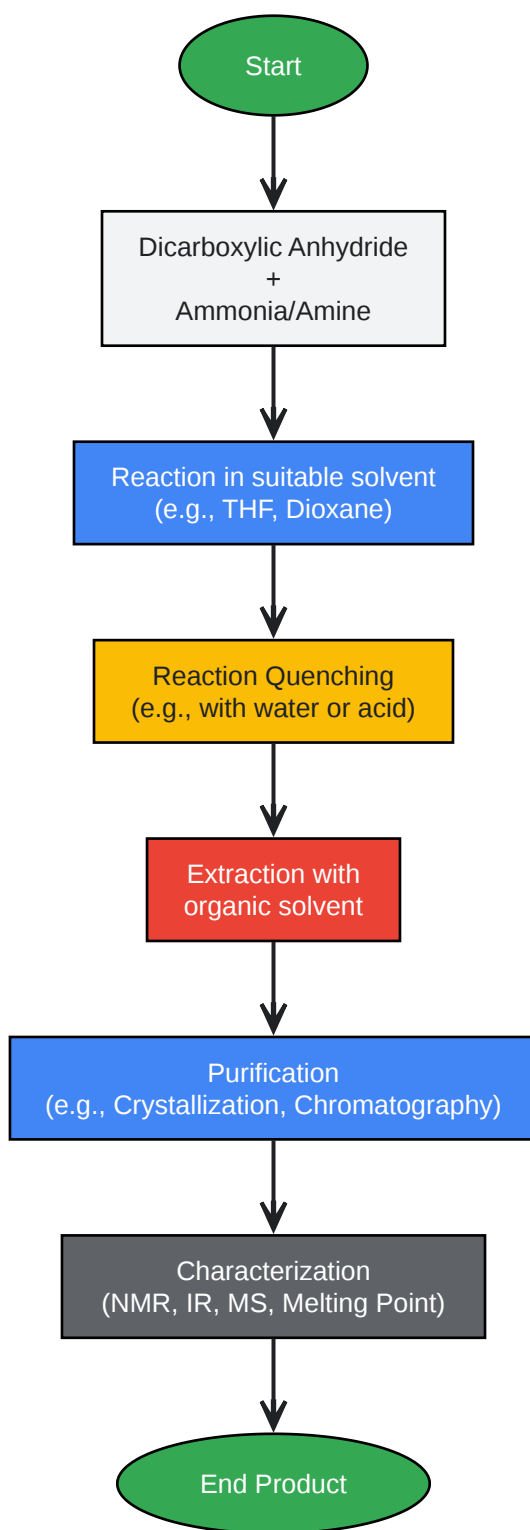 Start
Dicarboxylic Anhydride
+
Ammonia/Amine
Reaction in suitable solvent
(e.g., THF, Dioxane)
Reaction Quenching
(e.g., with water or acid)
Extraction with
organic solvent
Purification
(e.g., Crystallization, Chromatography)
Characterization
(NMR, IR, MS, Melting Point)
End Product